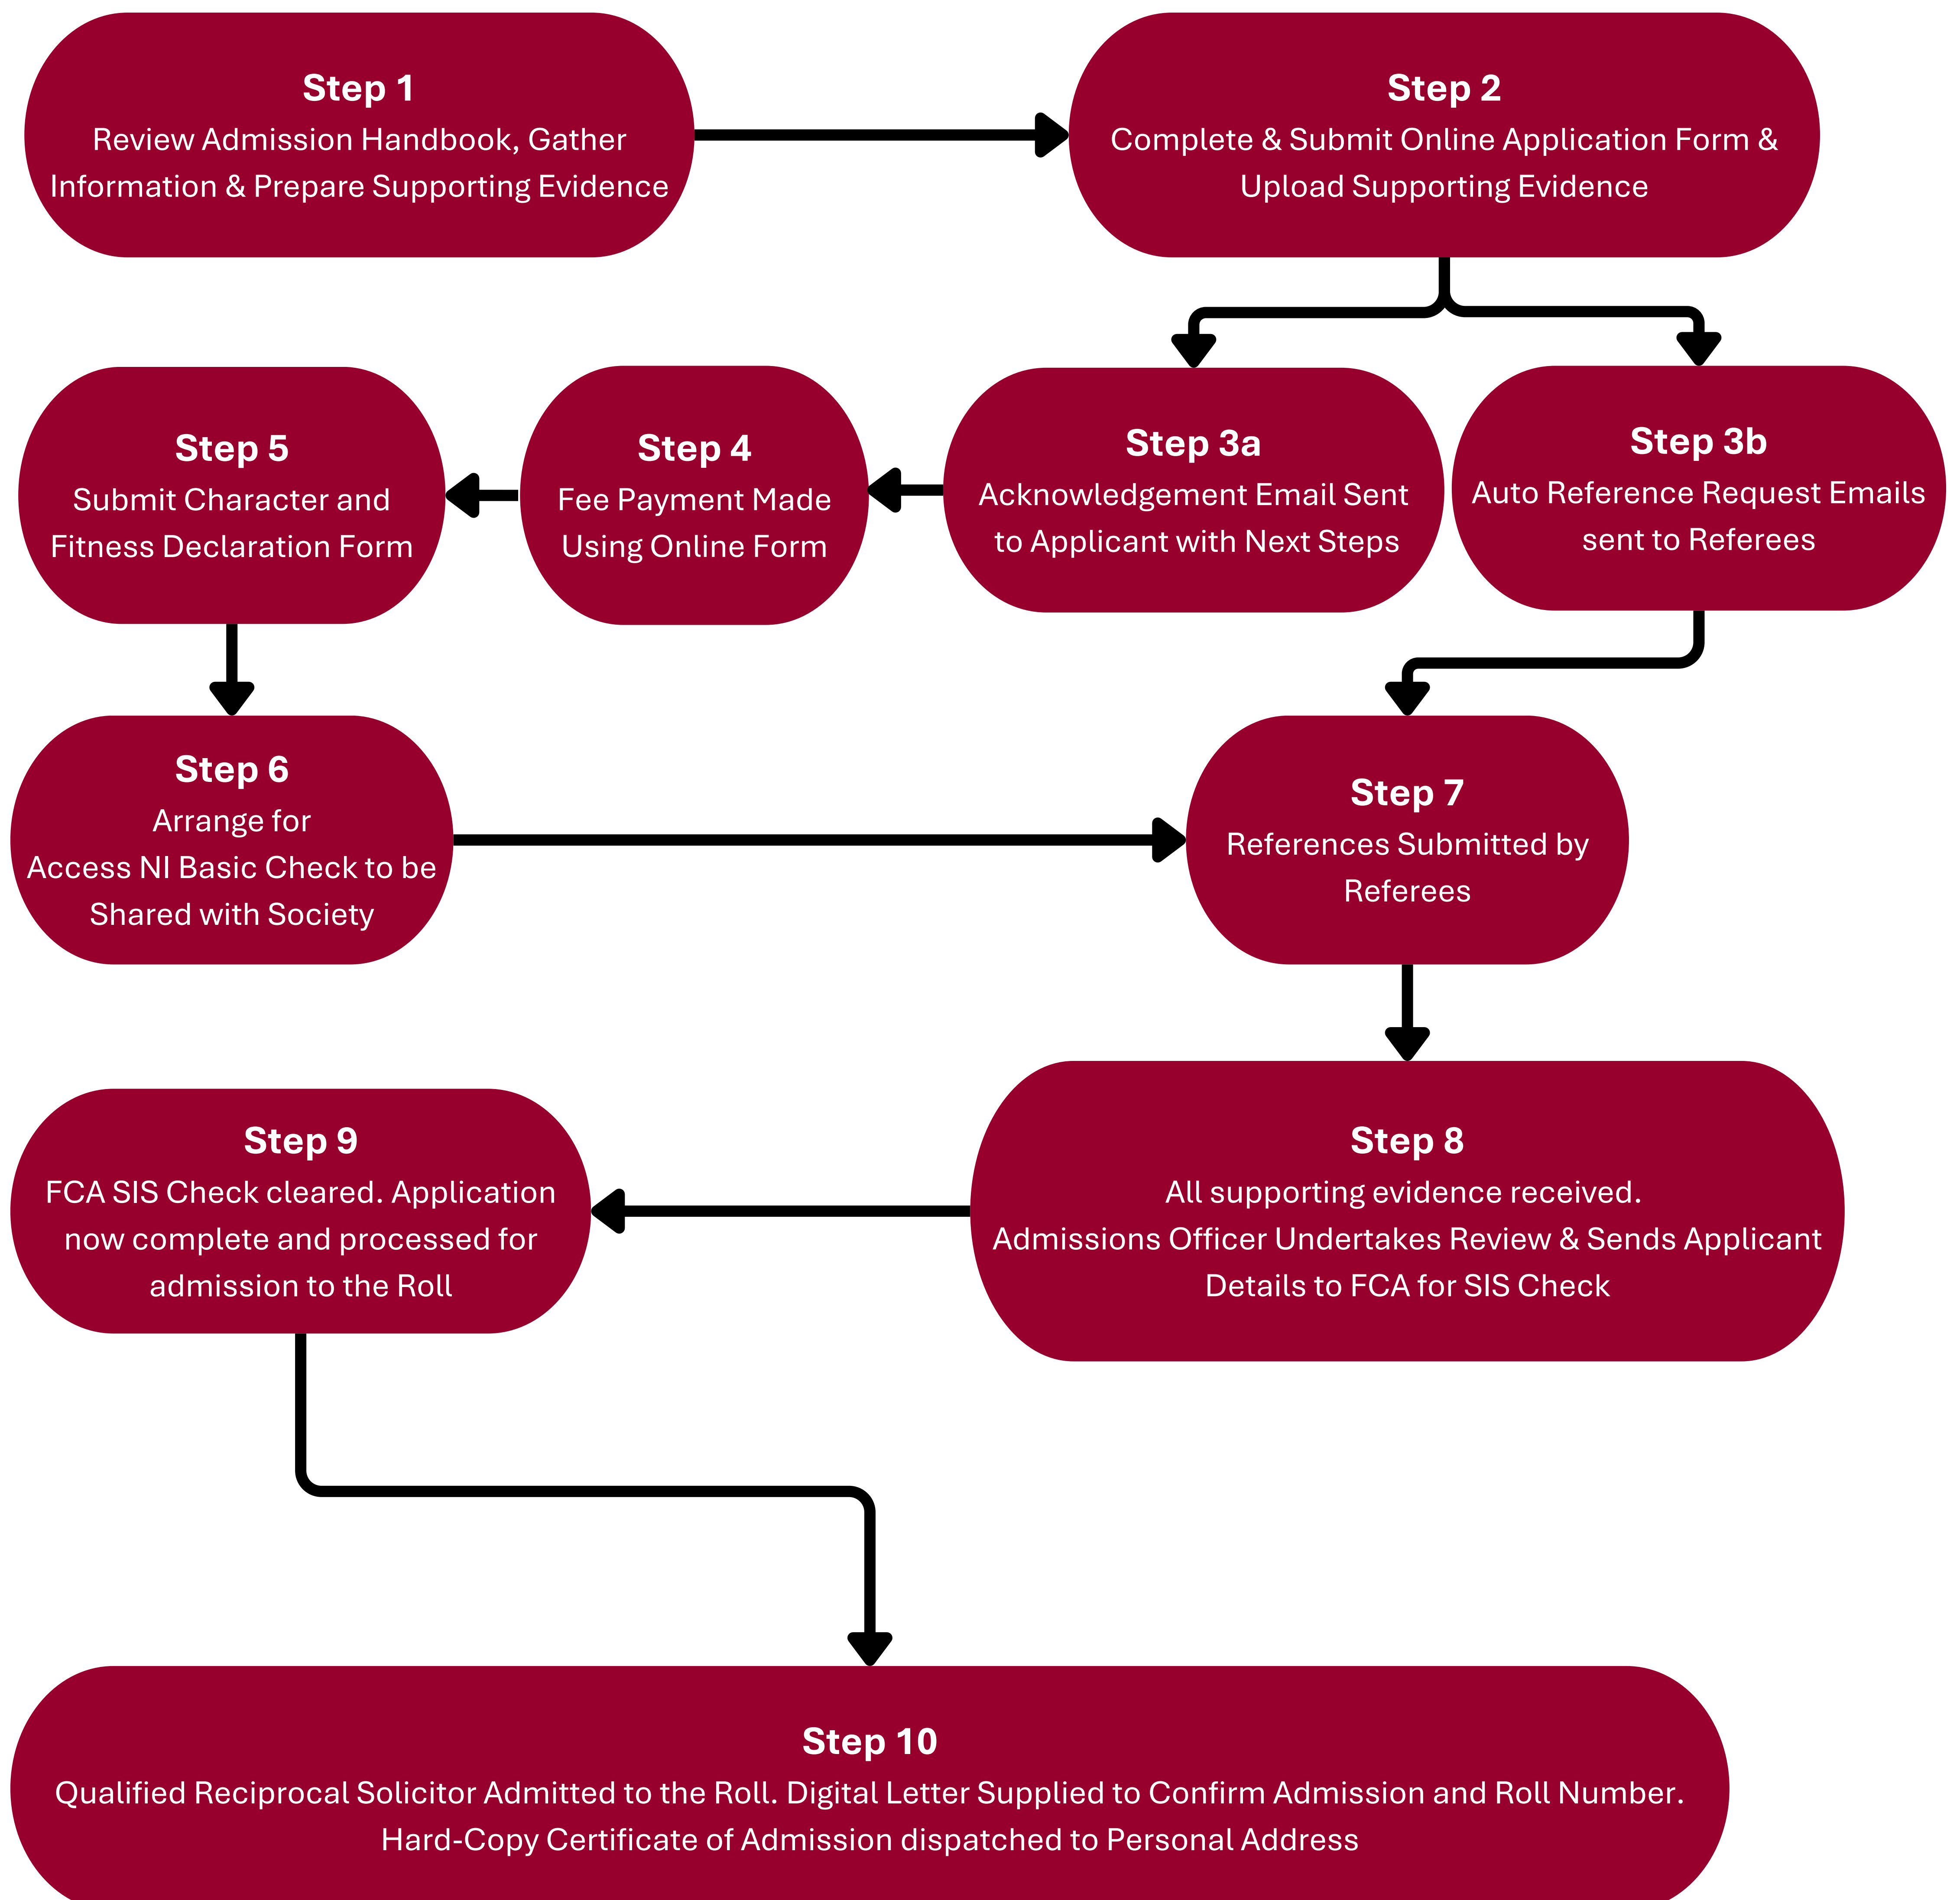 Step 1
Review Admission Handbook, Gather
Information & Prepare Supporting Evidence
Step 2
Complete & Submit Online Application Form &
Upload Supporting Evidence
Step 3a
Acknowledgement Email Sent
to Applicant with Next Steps
Step 3b
Auto Reference Request Emails
sent to Referees
Step 4
Fee Payment Made
Using Online Form
Step 5
Submit Character and
Fitness Declaration Form
Step 6
Arrange for
Access NI Basic Check to be
Shared with Society
Step 7
References Submitted by
Referees
Step 8
All supporting evidence received.
Admissions Officer Undertakes Review & Sends Applicant
Details to FCA for SIS Check
Step 9
FCA SIS Check cleared. Application
now complete and processed for
admission to the Roll
Step 10
Qualified Reciprocal Solicitor Admitted to the Roll. Digital Letter Supplied to Confirm Admission and Roll Number.
Hard-Copy Certificate of Admission dispatched to Personal Address